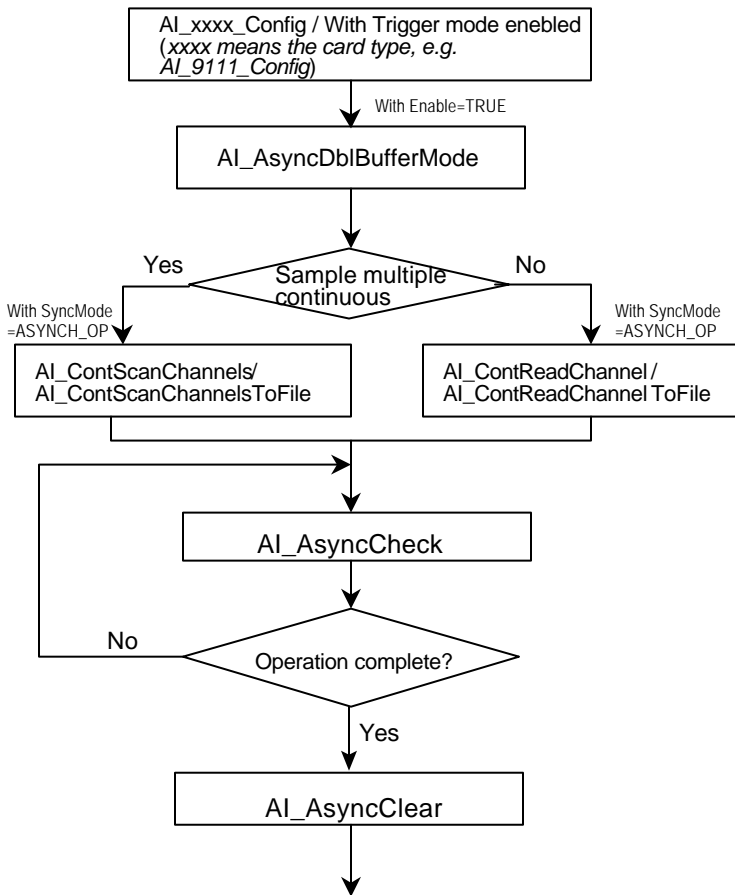 AI_xxxx_Config / With Trigger mode enebled
(xxxx means the card type, e.g.
AI_9111_Config)
With Enable=TRUE
AI_AsyncDblBufferMode
Yes
Sample multiple
continuous
No
With SyncMode
=ASYNCH_OP
With SyncMode
=ASYNCH_OP
AI_ContScanChannels/
AI_ContScanChannelsToFile
AI_ContReadChannel /
AI_ContReadChannel ToFile
AI_AsyncCheck
No
Operation complete?
Yes
AI_AsyncClear